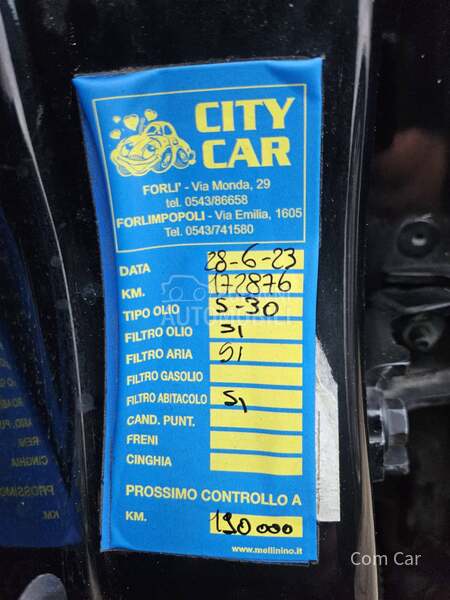 CITY
CAR
FORLI' - Via Monda, 29
tel. 0543/86658
FORLIMPOPOLI - Via Emilia, 1605
Tel. 0543/741580
DATA 28-6-23
KM. 172876
TIPO OLIO 5-30
FILTRO OLIO SI
FILTRO ARIA SI
FILTRO GASOLIO
FILTRO ABITACOLO SI
CAND. PUNT.
FRENI
CINGHIA
PROSSIMO CONTROLLO A
KM. 190000
www.mellinino.it
Com Car